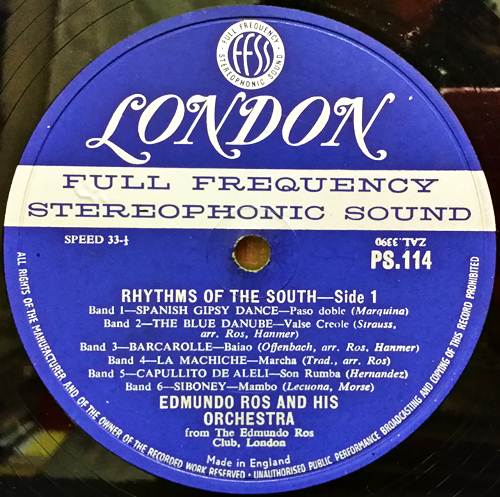 FULL FREQUENCY
FFSS
STEREOPHONIC SOUND
LONDON
FULL FREQUENCY
STEREOPHONIC SOUND
SPEED 33-⅓
ZAL.3390
PS.114
RHYTHMS OF THE SOUTH—Side 1
Band 1—SPANISH GIPSY DANCE—Paso doble (Marquina)
Band 2—THE BLUE DANUBE—Valse Creole (Strauss,
arr. Ros, Hanmer)
Band 3—BARCAROLLE—Baiao (Offenbach, arr. Ros, Hanmer)
Band 4—LA MACHICHE—Marcha (Trad., arr. Ros)
Band 5—CAPULLITO DE ALELI—Son Rumba (Hernandez)
Band 6—SIBONEY—Mambo (Lecuona, Morse)
EDMUNDO ROS AND HIS
ORCHESTRA
from The Edmundo Ros
Club, London
Made in England
ALL RIGHTS OF THE MANUFACTURER AND OF THE OWNER OF THE RECORDED WORK RESERVED · UNAUTHORISED PUBLIC PERFORMANCE BROADCASTING AND COPYING OF THIS RECORD PROHIBITED